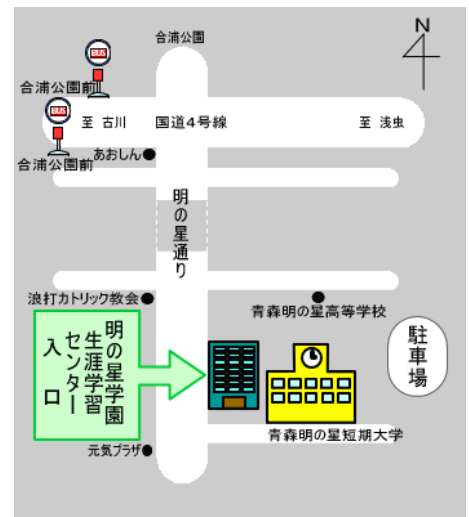 合浦公園
N
BUS
合浦公園前
BUS
至 古川
国道4号線
至 浅虫
あおしん●
合浦公園前
明の星通り
浪打カトリック教会●
青森明の星高等学校
駐車場
明の星学園
生涯学習
センター
入口
青森明の星短期大学
元気プラザ●